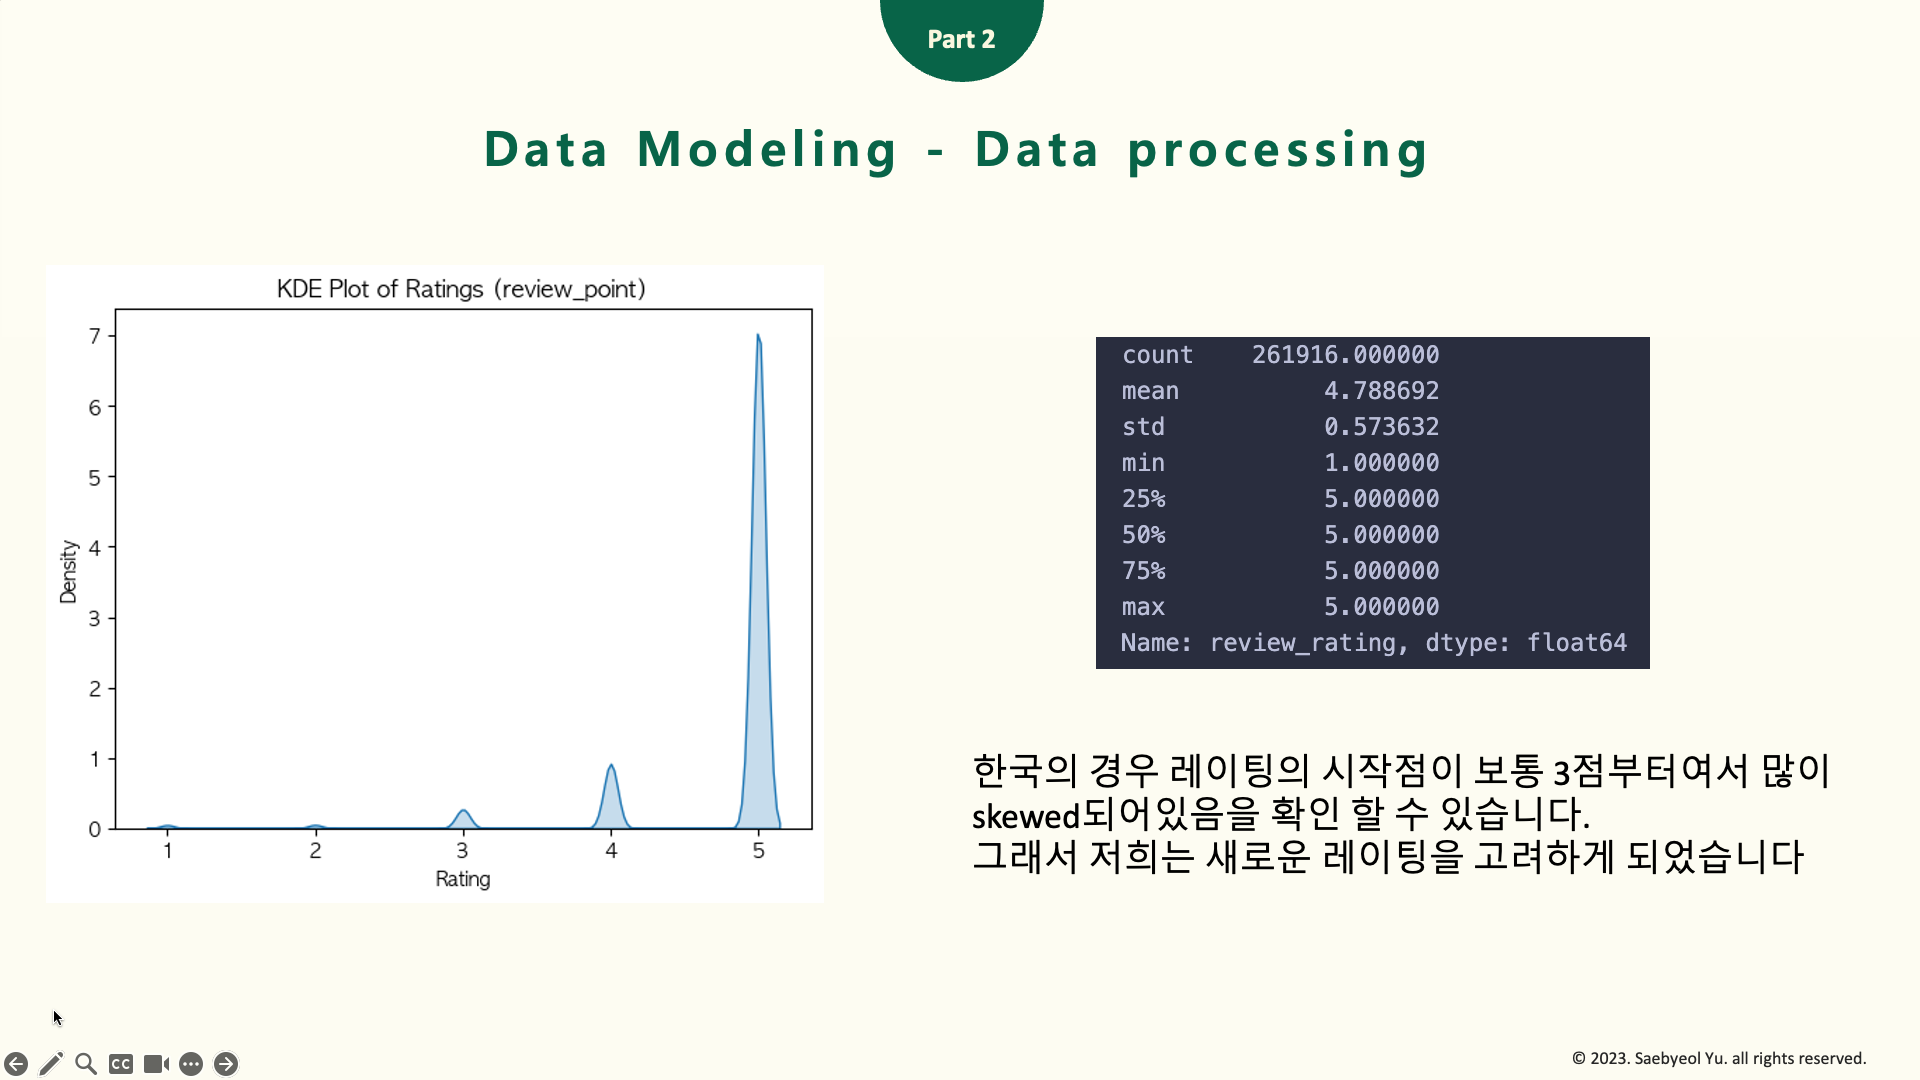 Part 2
Data Modeling - Data processing
KDE Plot of Ratings (review_point)
7
6
5
4
3
2
1
0
Density
1 2 3 4 5
Rating
count 261916.000000
mean 4.788692
std 0.573632
min 1.000000
25% 5.000000
50% 5.000000
75% 5.000000
max 5.000000
Name: review_rating, dtype: float64
한국의 경우 레이팅의 시작점이 보통 3점부터여서 많이
skewed되어있음을 확인 할 수 있습니다.
그래서 저희는 새로운 레이팅을 고려하게 되었습니다
CC
© 2023. Saebyeol Yu. all rights reserved.